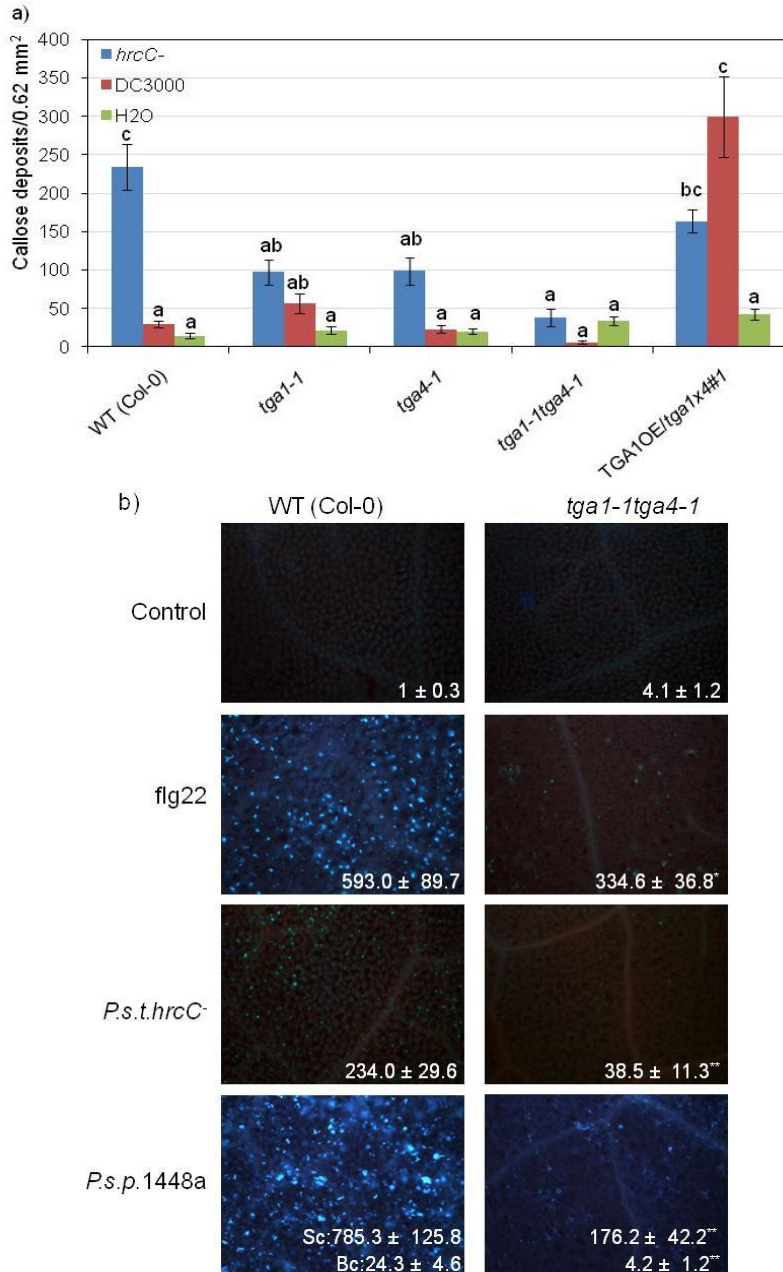 a)
400
350
300
250
200
150
100
50
0
Callose deposits/0.62 mm²
hrcC-
DC3000
H2O
c
a
a
ab
ab
a
ab
a
a
a
a
a
bc
c
a
WT (Col-0)
tga1-1
tga4-1
tga1-1tga4-1
TGA1OE/tga1x4#1
b)
WT (Col-0)
tga1-1tga4-1
Control
1 ± 0.3
4.1 ± 1.2
flg22
593.0 ± 89.7
334.6 ± 36.8*
P.s.t.hrcC⁻
234.0 ± 29.6
38.5 ± 11.3**
P.s.p.1448a
Sc:785.3 ± 125.8
Bc:24.3 ± 4.6
176.2 ± 42.2**
4.2 ± 1.2**